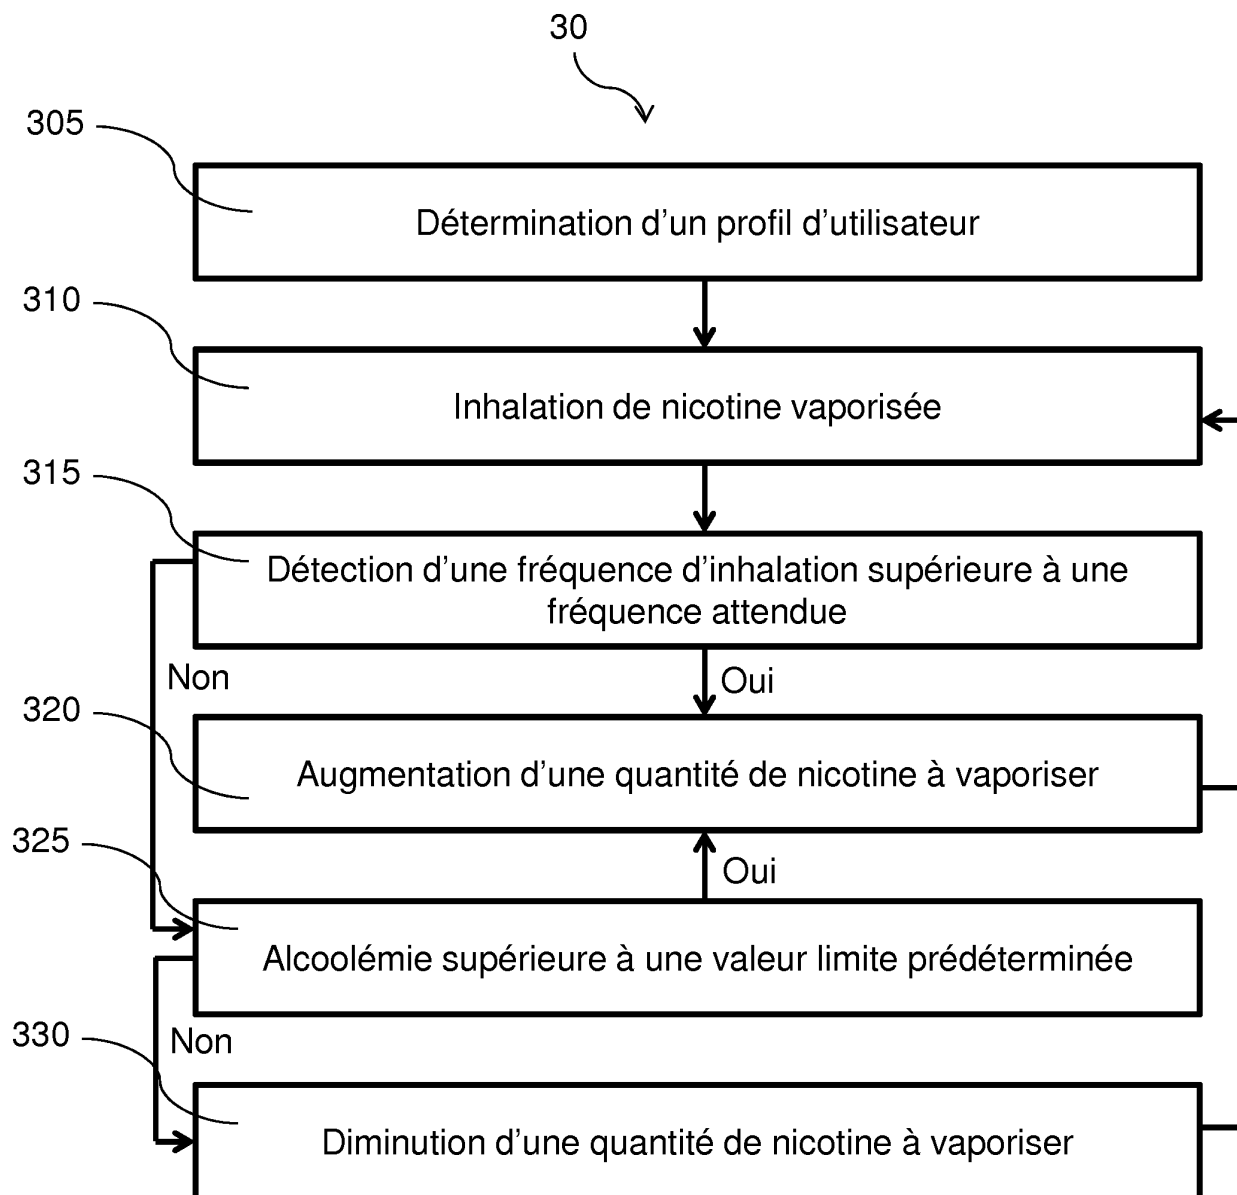 30
305
Détermination d'un profil d'utilisateur
310
Inhalation de nicotine vaporisée
315
Détection d'une fréquence d'inhalation supérieure à une
fréquence attendue
Non
Oui
320
Augmentation d'une quantité de nicotine à vaporiser
325
Oui
Alcoolémie supérieure à une valeur limite prédéterminée
330
Non
Diminution d'une quantité de nicotine à vaporiser